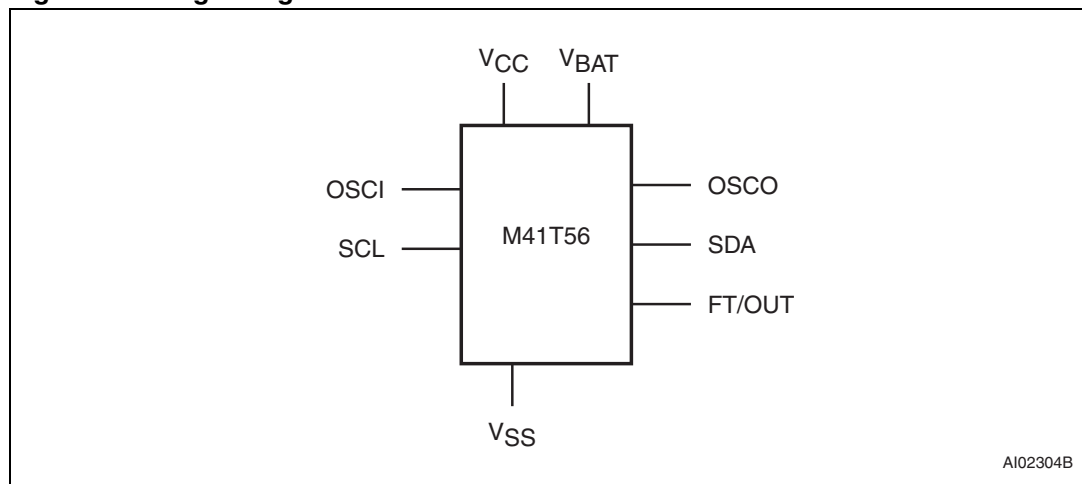 VCC VBAT
OSCI
OSCO
M41T56
SCL
SDA
FT/OUT
VSS
AI02304B